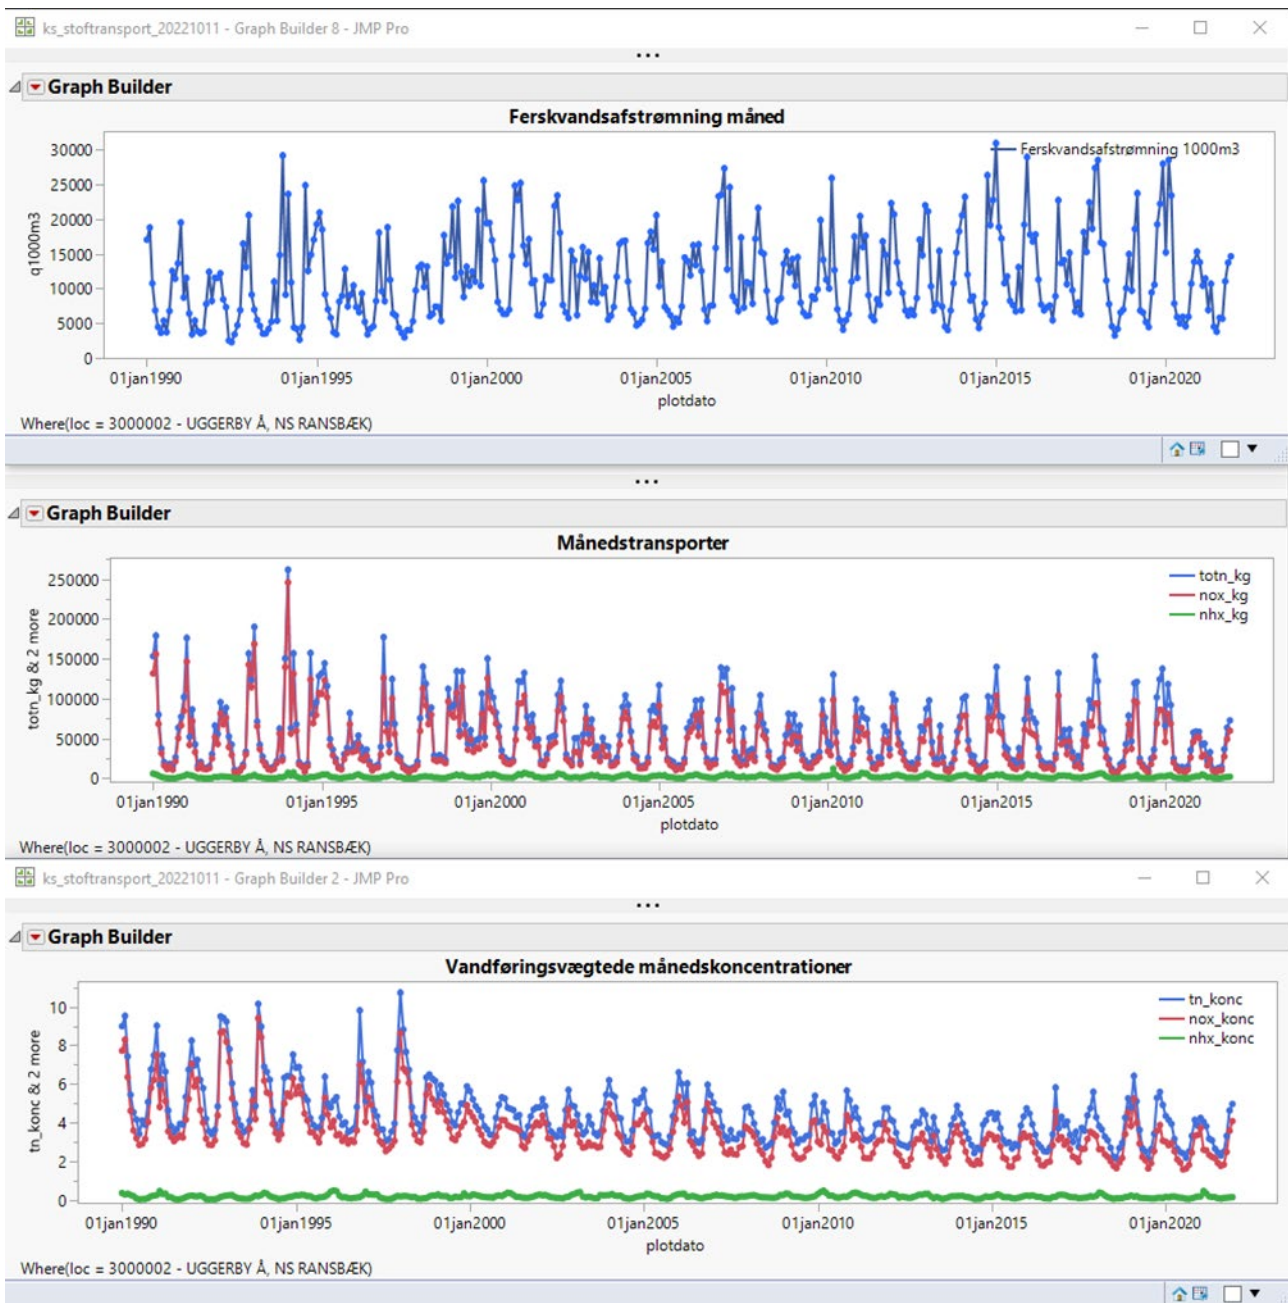 ks_stoftransport_20221011 - Graph Builder 8 - JMP Pro
Graph Builder
Ferskvandsafstrømning måned
Ferskvandsafstrømning 1000m3
30000
25000
20000
15000
10000
5000
0
q1000m3
01jan1990 01jan1995 01jan2000 01jan2005 01jan2010 01jan2015 01jan2020
plotdato
Where(loc = 3000002 - UGGERBY Å, NS RANSBÆK)
Graph Builder
Månedstransporter
totn_kg
nox_kg
nhx_kg
250000
200000
150000
100000
50000
0
totn_kg & 2 more
01jan1990 01jan1995 01jan2000 01jan2005 01jan2010 01jan2015 01jan2020
plotdato
Where(loc = 3000002 - UGGERBY Å, NS RANSBÆK)
ks_stoftransport_20221011 - Graph Builder 2 - JMP Pro
Graph Builder
Vandføringsvægtede månedskoncentrationer
tn_konc
nox_konc
nhx_konc
10
8
6
4
2
0
tn_konc & 2 more
01jan1990 01jan1995 01jan2000 01jan2005 01jan2010 01jan2015 01jan2020
plotdato
Where(loc = 3000002 - UGGERBY Å, NS RANSBÆK)